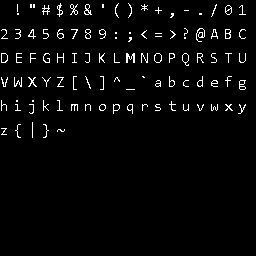 ! " # $ % & ' ( ) * + , - . / 0 1
2 3 4 5 6 7 8 9 : ; < = > ? @ A B C
D E F G H I J K L M N O P Q R S T U
V W X Y Z [ \ ] ^ _ ` a b c d e f g
h i j k l m n o p q r s t u v w x y
z { | } ~